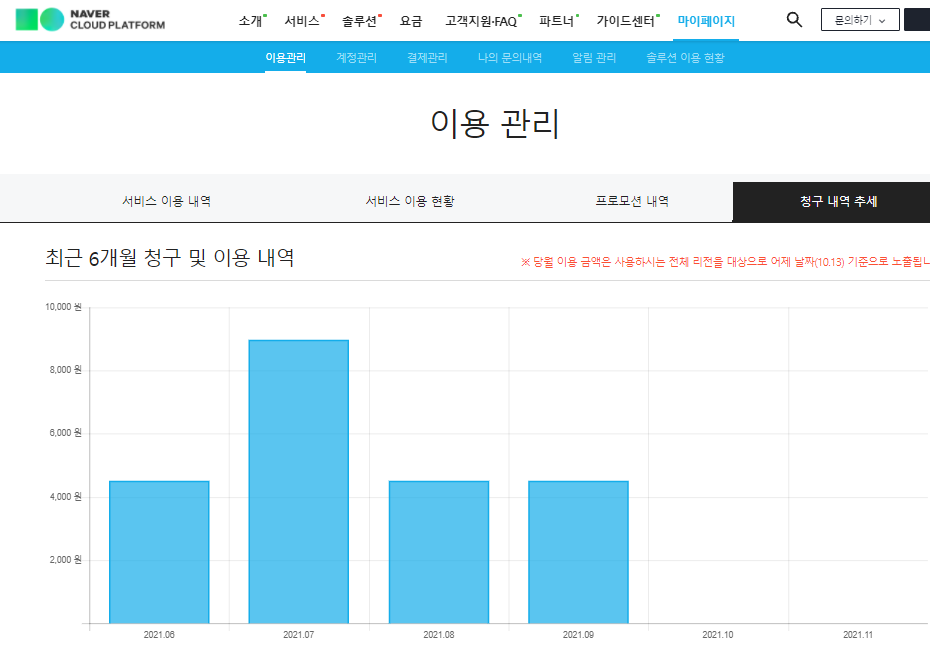 NAVER
CLOUD PLATFORM
소개 서비스 솔루션 요금 고객지원·FAQ 파트너 가이드센터 마이페이지 문의하기
이용관리 계정관리 결제관리 나의 문의내역 알림 관리 솔루션 이용 현황
이용 관리
서비스 이용 내역 서비스 이용 현황 프로모션 내역 청구 내역 추세
최근 6개월 청구 및 이용 내역
※ 당월 이용 금액은 사용하시는 전체 리전을 대상으로 어제 날짜(10.13) 기준으로 노출됩니
10,000 원
8,000 원
6,000 원
4,000 원
2,000 원
2021.06 2021.07 2021.08 2021.09 2021.10 2021.11